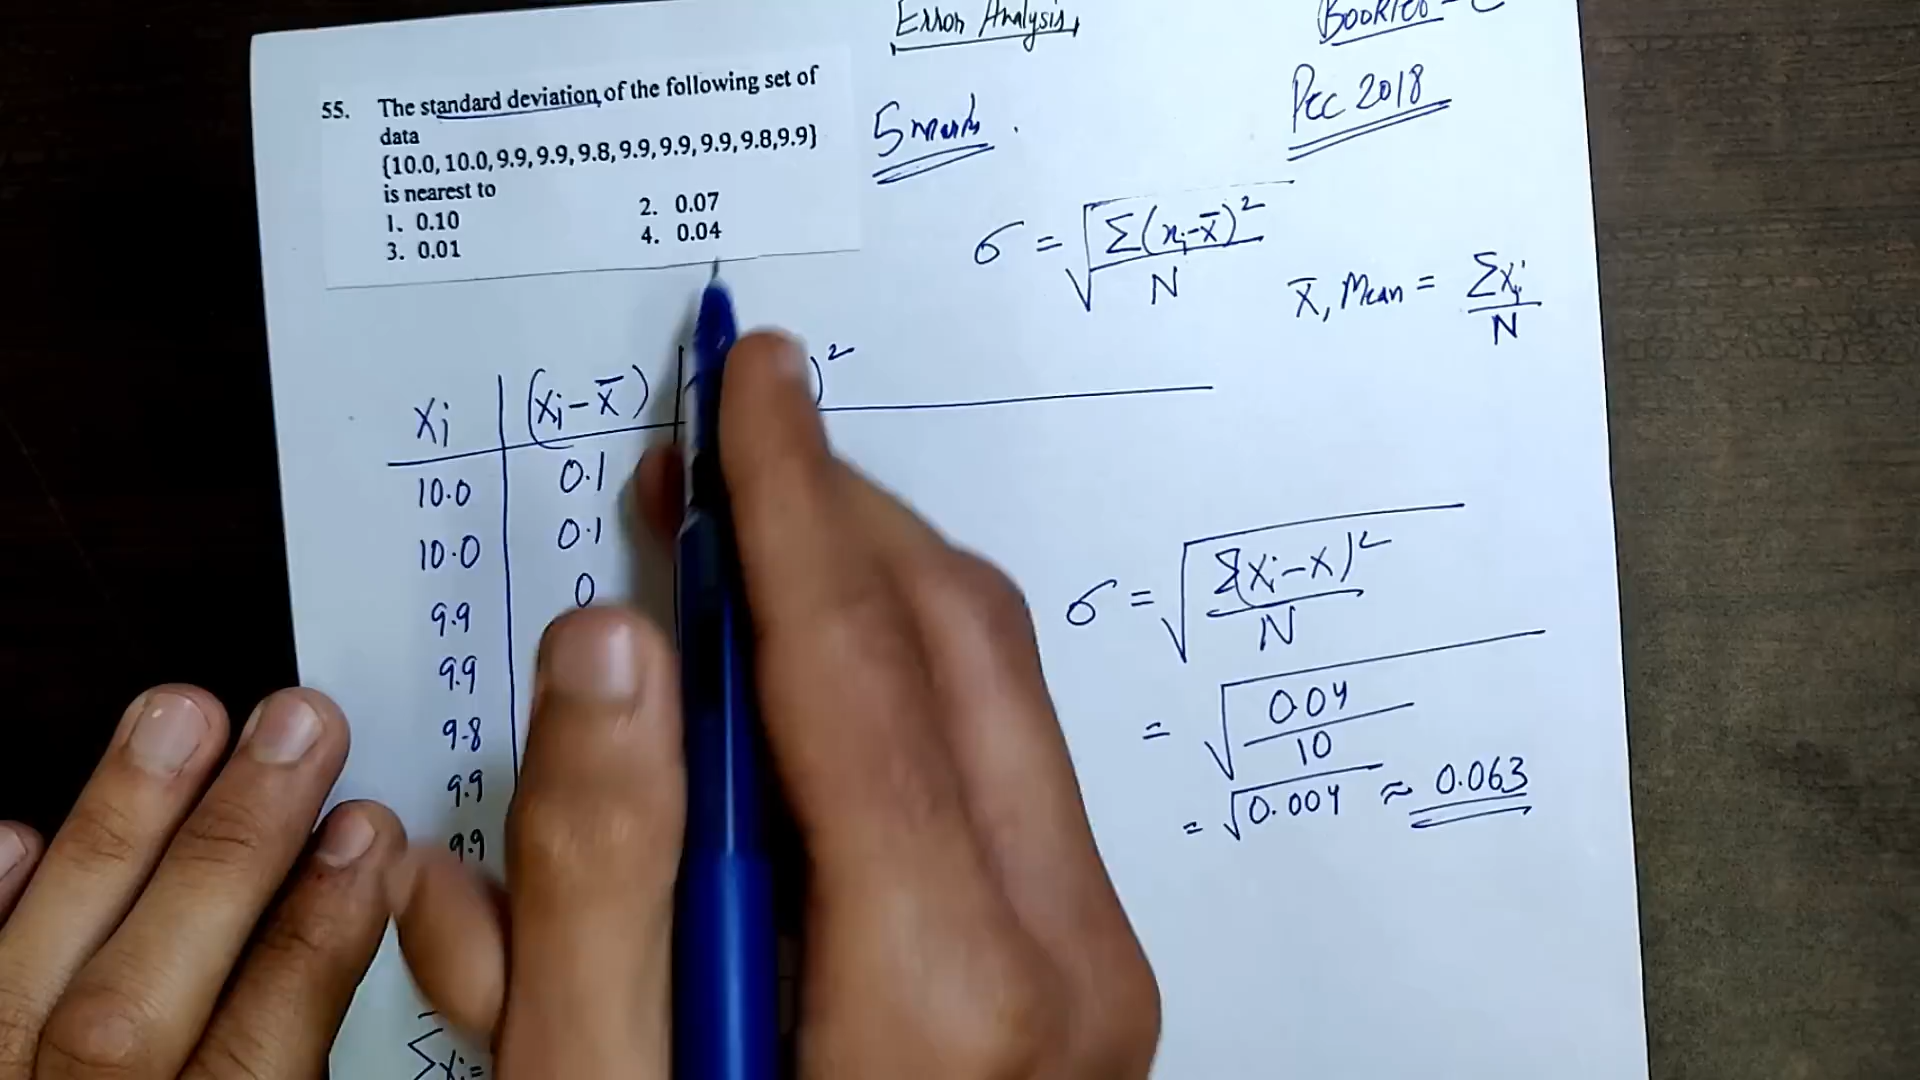 Error Analysis
Dec 2018
5 marks.
55. The standard deviation of the following set of
data
{10.0, 10.0, 9.9, 9.9, 9.8, 9.9, 9.9, 9.9, 9.8,9.9}
is nearest to
1. 0.10 2. 0.07
3. 0.01 4. 0.04
σ = √Σ(xi-x̄)² / N
x̄, Mean = Σxi / N
xi | (xi-x̄) | )²
10.0 0.1
10.0 0.1
9.9 0
9.9
9.8
9.9
9.9
Σxi=
σ = √Σ(xi-x)² / N
= √0.04 / 10
= √0.004 ≈ 0.063